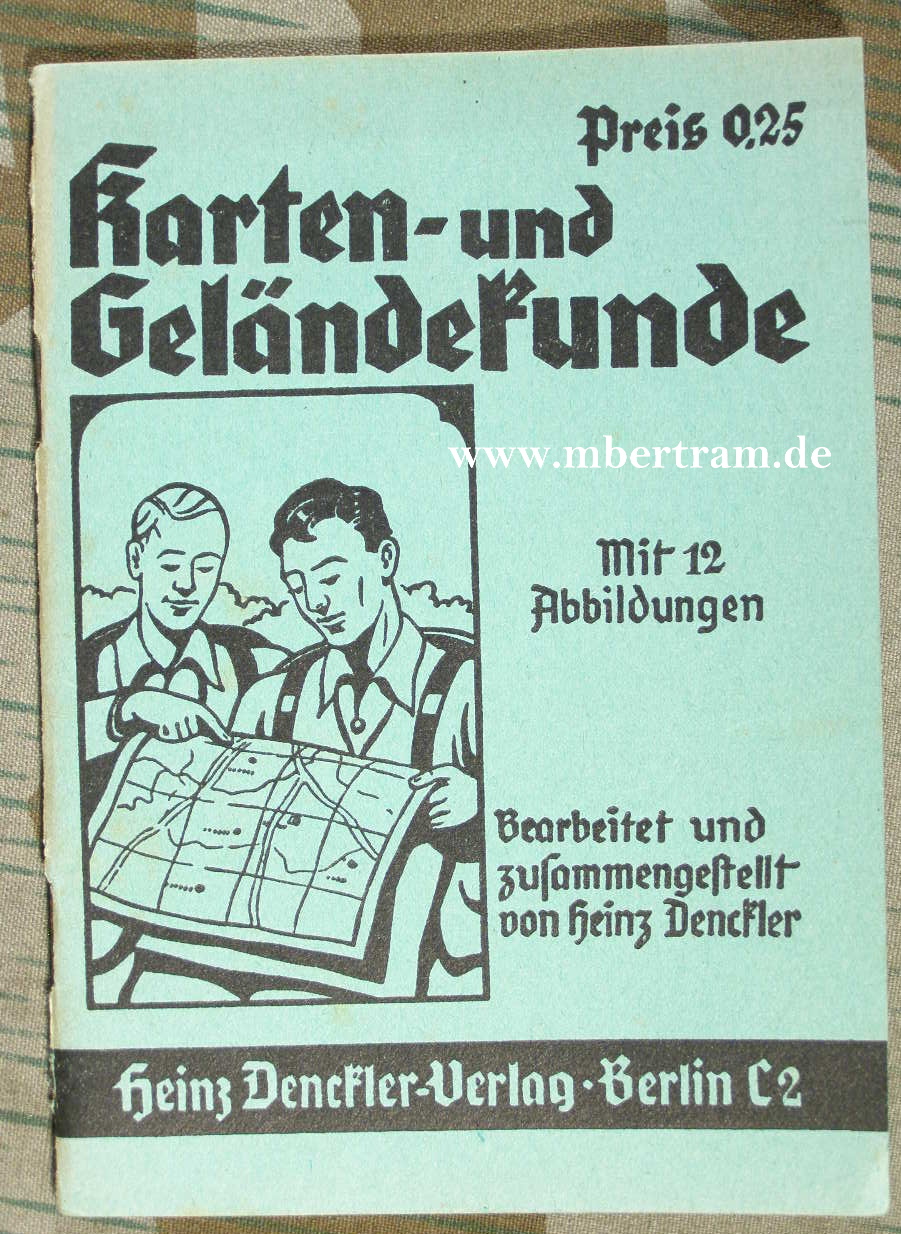 Preis 0,25
Karten- und
Geländekunde
www.mbertram.de
Mit 12
Abbildungen
Bearbeitet und
zusammengestellt
von Heinz Denckler
Heinz Denckler-Verlag · Berlin C2